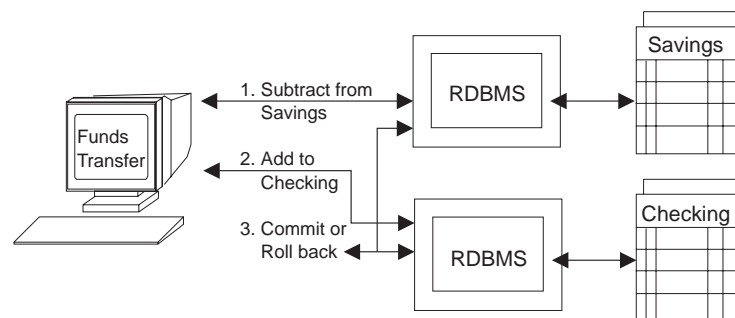 Savings
1. Subtract from
Savings
RDBMS
Funds
Transfer
2. Add to
Checking
3. Commit or
Roll back
RDBMS
Checking